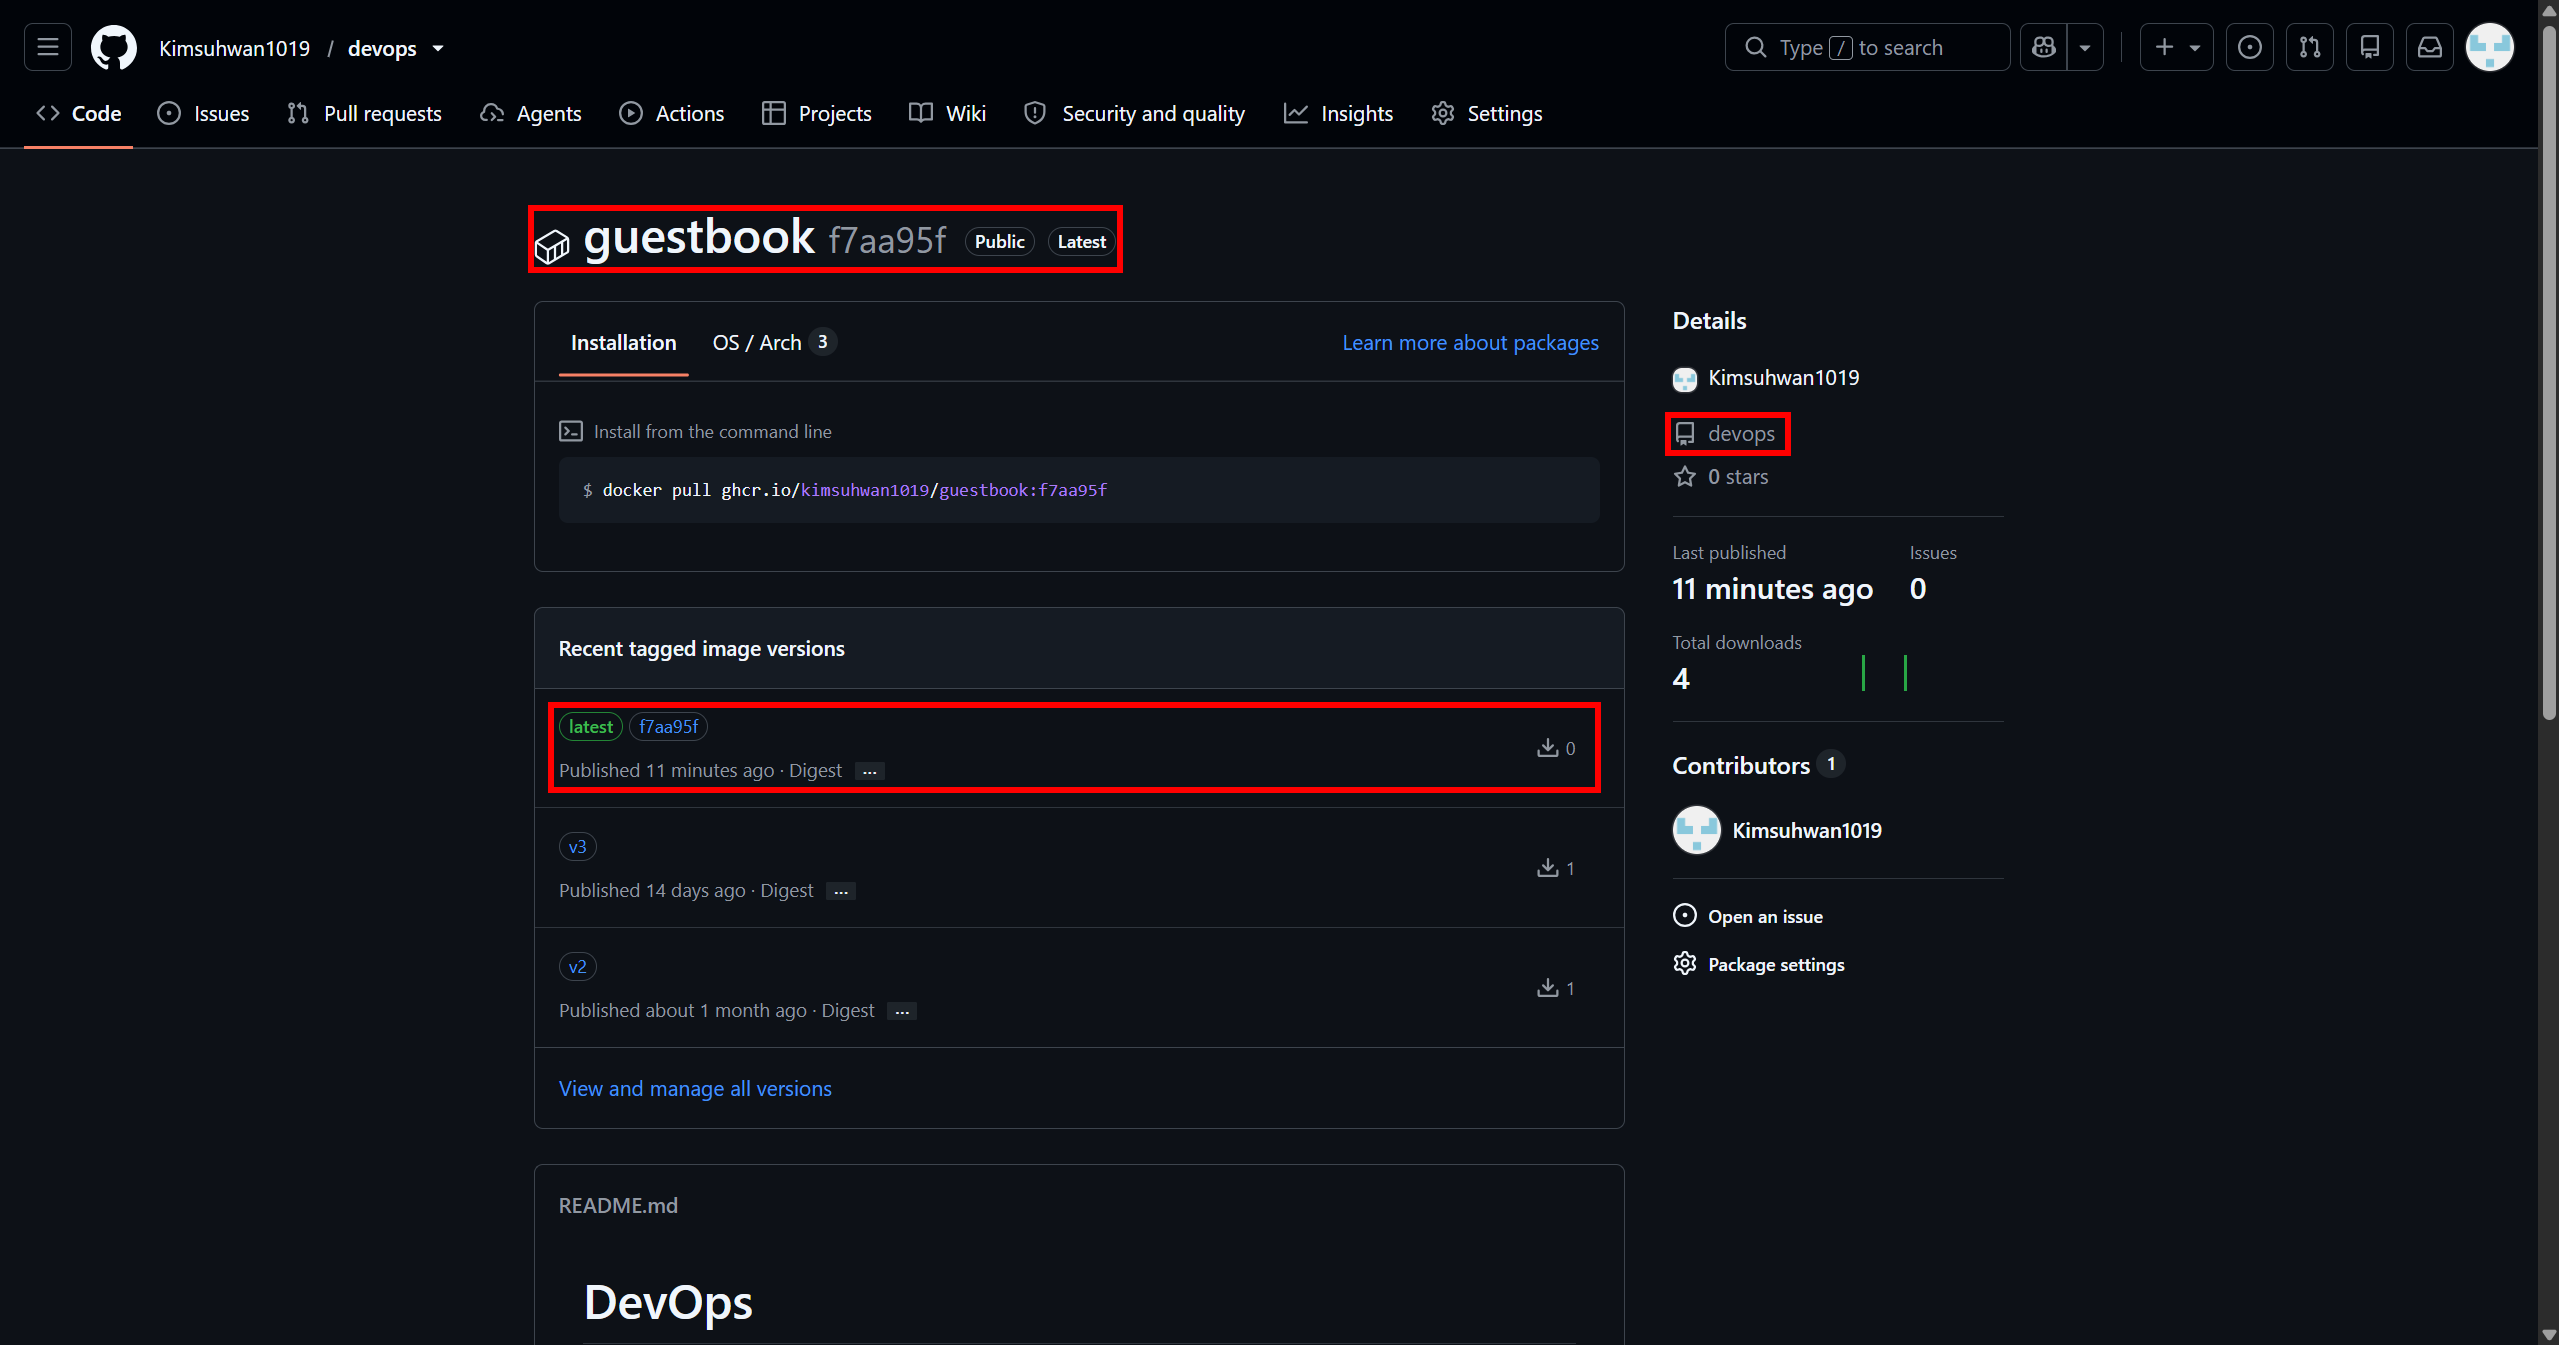 Kimsuhwan1019 / devops
Type / to search
Code Issues Pull requests Agents Actions Projects Wiki Security and quality Insights Settings
guestbook f7aa95f Public Latest
Installation OS / Arch 3 Learn more about packages
Install from the command line
$ docker pull ghcr.io/kimsuhwan1019/guestbook:f7aa95f
Recent tagged image versions
latest f7aa95f
0
Published 11 minutes ago · Digest ...
v3
1
Published 14 days ago · Digest ...
v2
1
Published about 1 month ago · Digest ...
View and manage all versions
README.md
DevOps
Details
Kimsuhwan1019
devops
0 stars
Last published Issues
11 minutes ago 0
Total downloads
4
Contributors 1
Kimsuhwan1019
Open an issue
Package settings